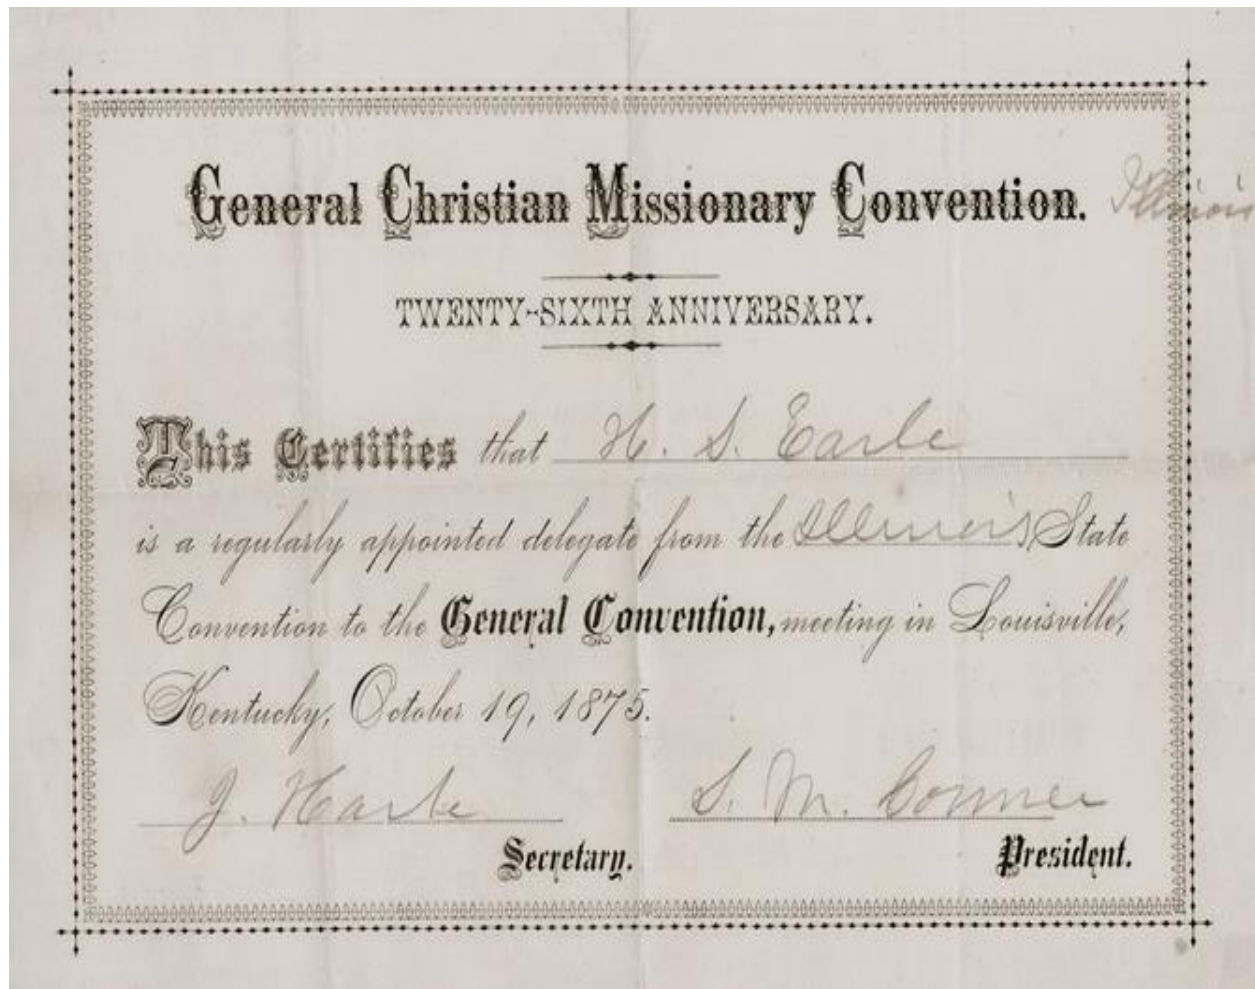 General Christian Missionary Convention. Illinois
TWENTY-SIXTH ANNIVERSARY.
This Certifies that H. S. Earle
is a regularly appointed delegate from the Illinois State
Convention to the General Convention, meeting in Louisville,
Kentucky, October 19, 1875.
J. S. M. Conner
Secretary. President.